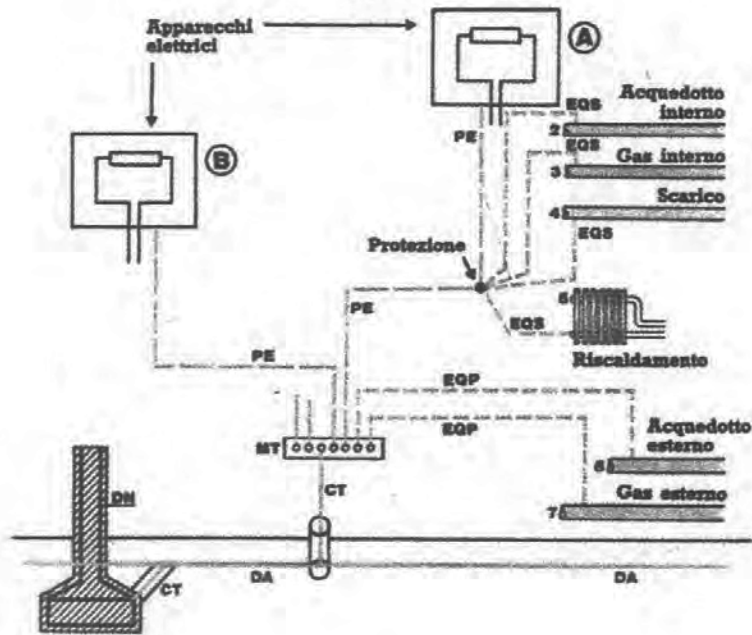 Apparecchi
elettrici
A
B
PE
EQS
Acquedotto
interno
2
EQS
Gas interno
3
Scarico
4
EQS
Protezione
PE
5
EQS
Riscaldamento
PE
EQP
EQP
MT
Acquedotto
esterno
6
Gas esterno
7
CT
DN
CT
DA
DA